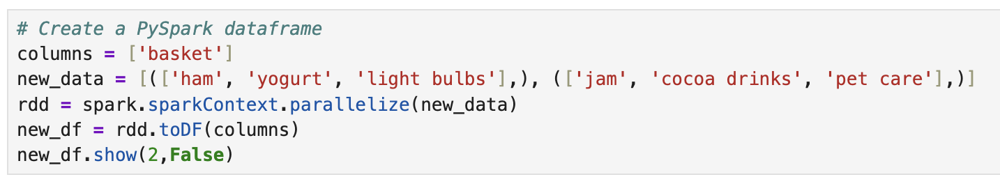 # Create a PySpark dataframe
columns = ['basket']
new_data = [(['ham', 'yogurt', 'light bulbs'],), (['jam', 'cocoa drinks', 'pet care'],)]
rdd = spark.sparkContext.parallelize(new_data)
new_df = rdd.toDF(columns)
new_df.show(2,False)